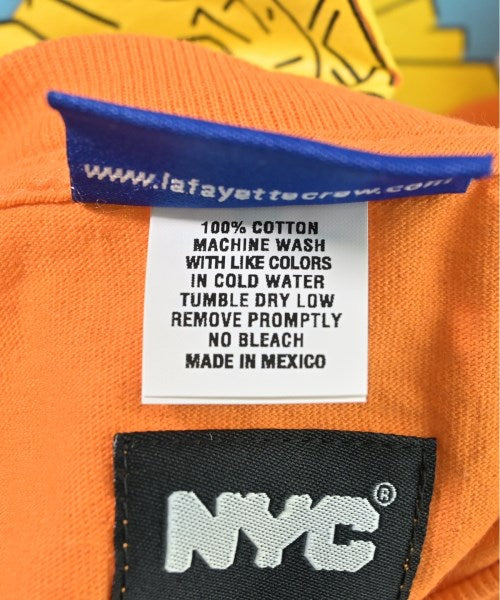 www.lafayettecrew.com
100% COTTON
MACHINE WASH
WITH LIKE COLORS
IN COLD WATER
TUMBLE DRY LOW
REMOVE PROMPTLY
NO BLEACH
MADE IN MEXICO
NYC®